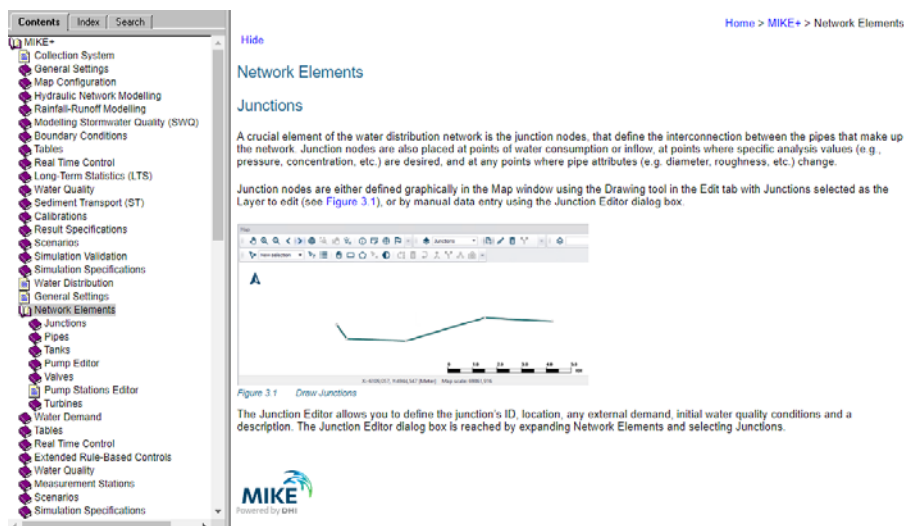 Contents Index Search
MIKE+
Collection System
General Settings
Map Configuration
Hydraulic Network Modelling
Rainfall-Runoff Modelling
Modelling Stormwater Quality (SWQ)
Boundary Conditions
Tables
Real Time Control
Long-Term Statistics (LTS)
Water Quality
Sediment Transport (ST)
Calibrations
Result Specifications
Scenarios
Simulation Validation
Simulation Specifications
Water Distribution
General Settings
Network Elements
Junctions
Pipes
Tanks
Pump Editor
Valves
Pump Stations Editor
Turbines
Water Demand
Tables
Real Time Control
Extended Rule-Based Controls
Water Quality
Measurement Stations
Scenarios
Simulation Specifications
Home > MIKE+ > Network Elements
Hide
Network Elements
Junctions
A crucial element of the water distribution network is the junction nodes, that define the interconnection between the pipes that make up
the network. Junction nodes are also placed at points of water consumption or inflow, at points where specific analysis values (e.g.,
pressure, concentration, etc.) are desired, and at any points where pipe attributes (e.g. diameter, roughness, etc.) change.
Junction nodes are either defined graphically in the Map window using the Drawing tool in the Edit tab with Junctions selected as the
Layer to edit (see Figure 3.1), or by manual data entry using the Junction Editor dialog box.
Map
Junctions
New selection
Figure 3.1 Draw Junctions
The Junction Editor allows you to define the junction's ID, location, any external demand, initial water quality conditions and a
description. The Junction Editor dialog box is reached by expanding Network Elements and selecting Junctions.
MIKE
Powered by DHI